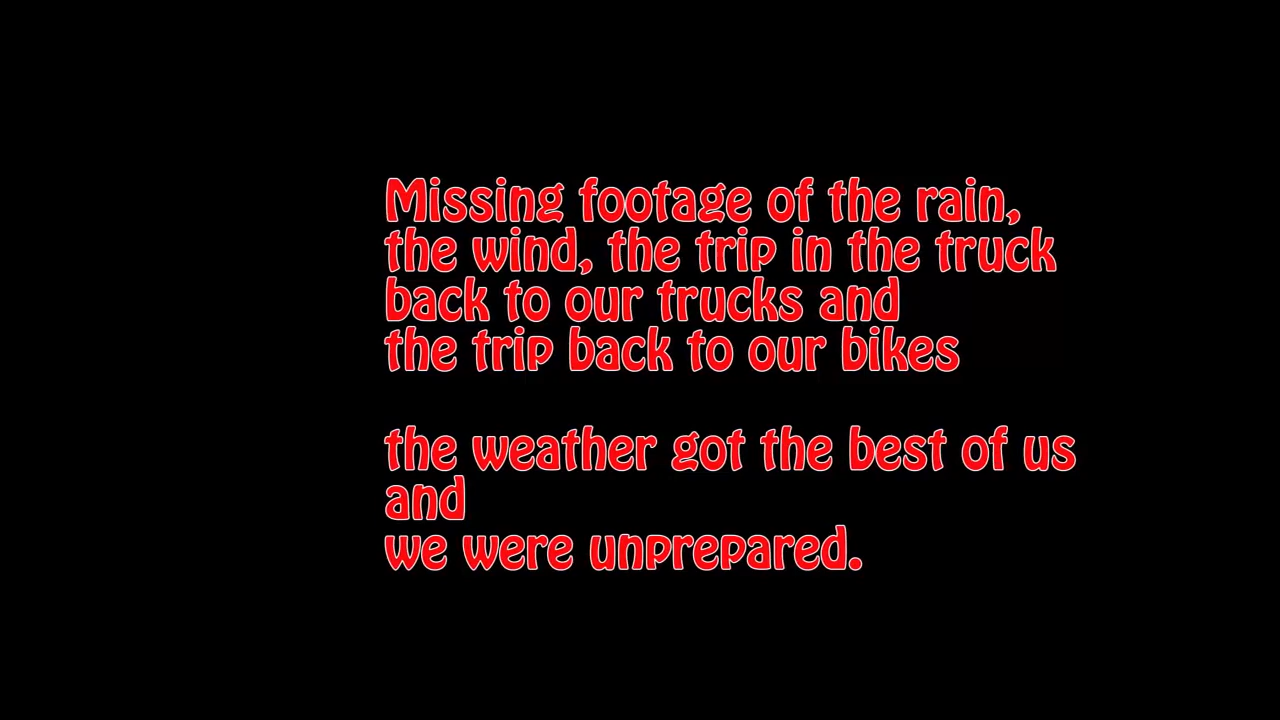 Missing footage of the rain,
the wind, the trip in the truck
back to our trucks and
the trip back to our bikes
the weather got the best of us
and
we were unprepared.